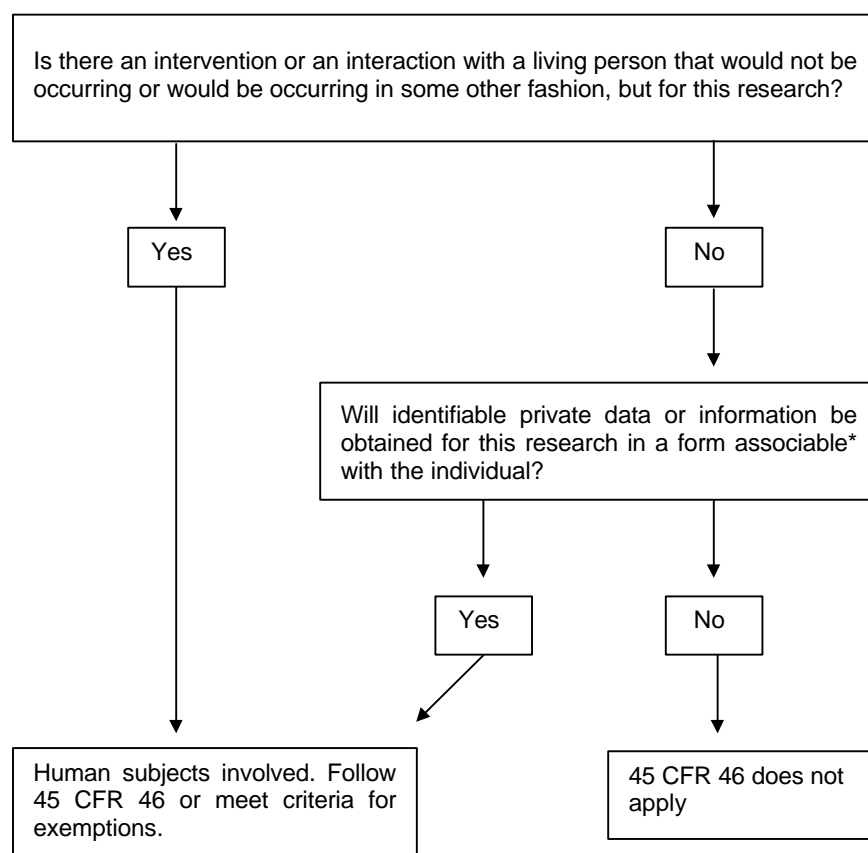 Is there an intervention or an interaction with a living person that would not be
occurring or would be occurring in some other fashion, but for this research?
Yes
No
Will identifiable private data or information be
obtained for this research in a form associable*
with the individual?
Yes
No
Human subjects involved. Follow
45 CFR 46 or meet criteria for
exemptions.
45 CFR 46 does not
apply